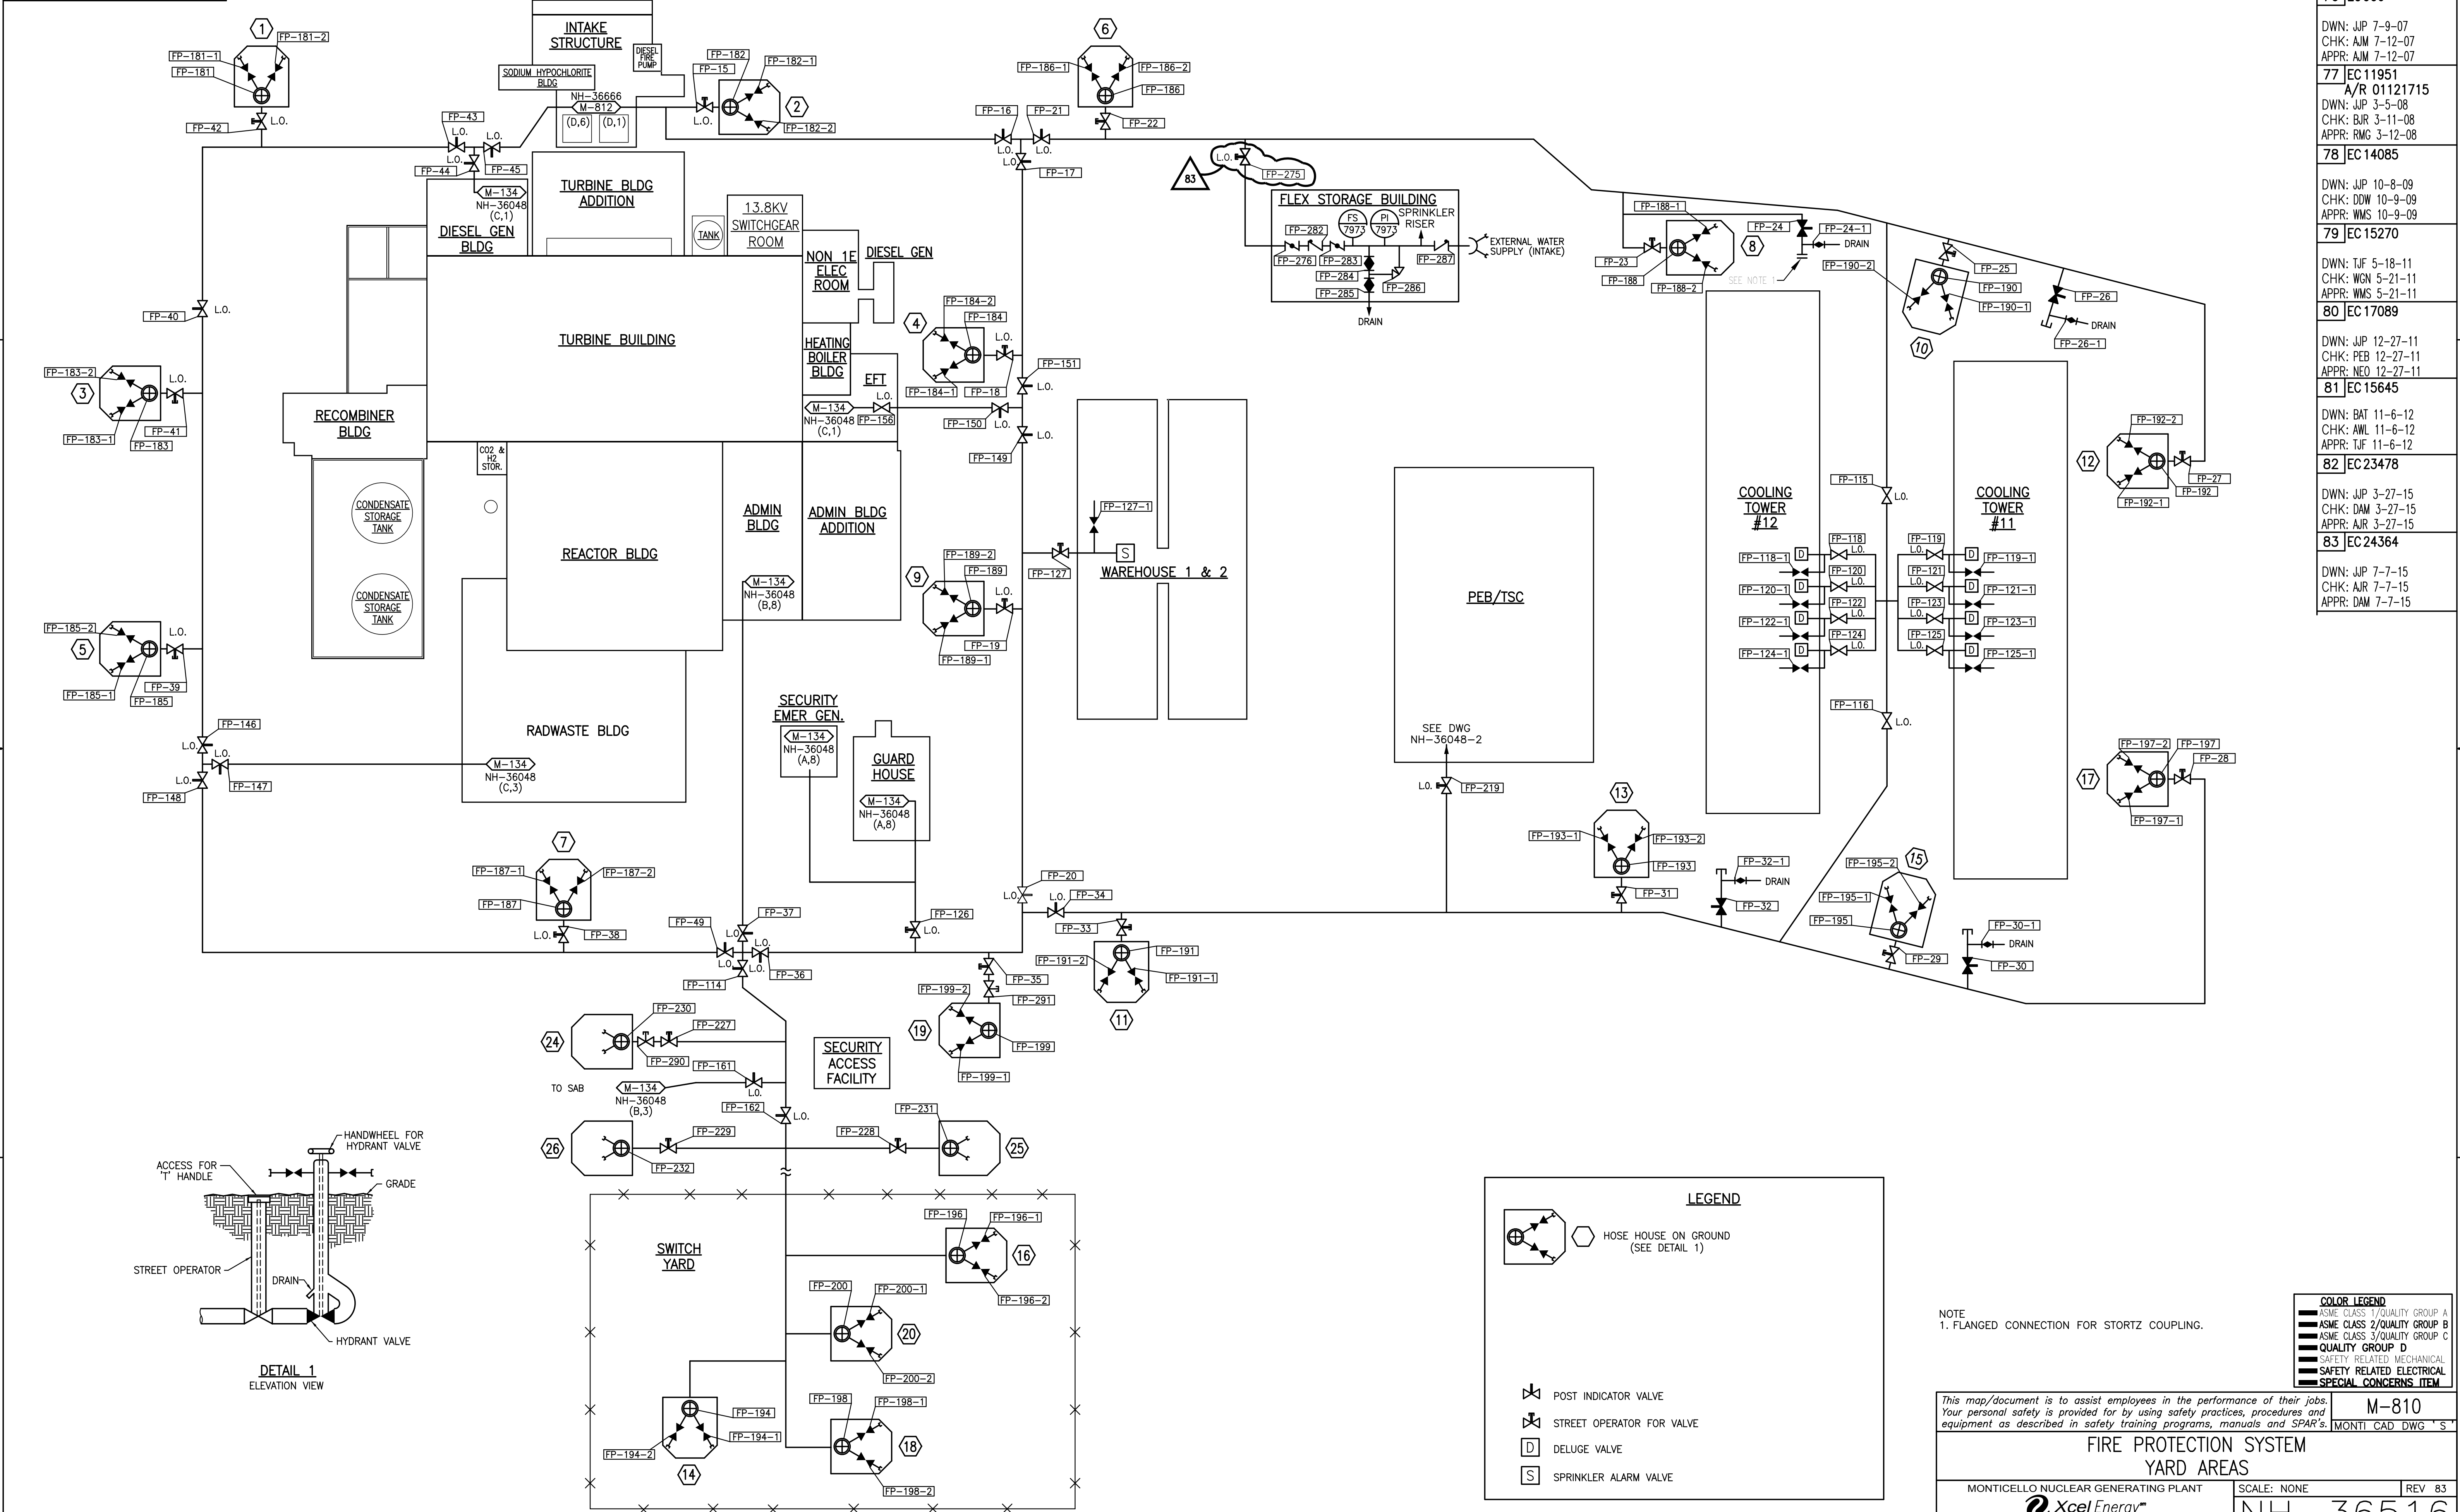 1
FP-181-2
FP-181-1
FP-181
FP-42
L.O.
INTAKE
STRUCTURE
DIESEL
FIRE
PUMP
SODIUM HYPOCHLORITE
BLDG
NH-36666
M-812
(D,6)
(D,1)
FP-182
FP-15
FP-182-1
L.O.
FP-182-2
2
FP-43
L.O.
L.O.
L.O.
FP-44
FP-45
M-134
NH-36048
(C,1)
DIESEL GEN
BLDG
TURBINE BLDG
ADDITION
TANK
13.8KV
SWITCHGEAR
ROOM
NON 1E
ELEC
ROOM
DIESEL GEN
6
FP-186-1
FP-186-2
FP-186
FP-16
FP-21
FP-22
L.O.
L.O.
L.O.
FP-17
L.O.
FP-275
83
FLEX STORAGE BUILDING
FS
7973
PI
7973
SPRINKLER
RISER
FP-282
FP-276
FP-283
FP-287
FP-284
FP-285
FP-286
EXTERNAL WATER
SUPPLY (INTAKE)
DRAIN
FP-188-1
FP-24
FP-24-1
DRAIN
8
FP-23
FP-188
FP-188-2
SEE NOTE 1
FP-190-2
FP-25
FP-190
FP-190-1
10
FP-26
DRAIN
FP-26-1
FP-40
L.O.
TURBINE BUILDING
HEATING
BOILER
BLDG
EFT
L.O.
M-134
NH-36048
(C,1)
FP-156
4
FP-184-2
FP-184
L.O.
FP-184-1
FP-18
FP-151
L.O.
FP-150
L.O.
L.O.
FP-149
3
FP-183-2
L.O.
FP-183-1
FP-41
FP-183
RECOMBINER
BLDG
CO2 &
H2
STOR.
CONDENSATE
STORAGE
TANK
CONDENSATE
STORAGE
TANK
REACTOR BLDG
ADMIN
BLDG
ADMIN BLDG
ADDITION
M-134
NH-36048
(B,8)
9
FP-189-2
FP-189
L.O.
FP-19
FP-189-1
FP-127-1
S
FP-127
WAREHOUSE 1 & 2
PEB/TSC
SEE DWG
NH-36048-2
L.O.
FP-219
COOLING
TOWER
#12
COOLING
TOWER
#11
FP-115
L.O.
FP-118
L.O.
FP-118-1
D
FP-120
L.O.
FP-120-1
D
FP-122
L.O.
FP-122-1
D
FP-124
L.O.
FP-124-1
D
FP-119
L.O.
D
FP-119-1
FP-121
L.O.
D
FP-121-1
FP-123
L.O.
D
FP-123-1
FP-125
L.O.
D
FP-125-1
FP-116
L.O.
12
FP-192-2
FP-27
FP-192
FP-192-1
17
FP-197-2
FP-197
FP-28
FP-197-1
5
FP-185-2
L.O.
FP-185-1
FP-39
FP-185
FP-146
L.O.
L.O.
L.O.
FP-147
FP-148
RADWASTE BLDG
M-134
NH-36048
(C,3)
SECURITY
EMER GEN.
M-134
NH-36048
(A,8)
GUARD
HOUSE
M-134
NH-36048
(A,8)
7
FP-187-1
FP-187-2
FP-187
L.O.
FP-38
FP-49
FP-37
L.O.
L.O.
L.O.
L.O.
FP-36
FP-114
FP-126
L.O.
FP-20
L.O.
L.O.
FP-34
FP-33
FP-191
FP-191-2
FP-191-1
11
13
FP-193-1
FP-193-2
FP-193
FP-31
FP-32-1
DRAIN
FP-32
FP-195-2
15
FP-195-1
FP-195
FP-29
FP-30-1
DRAIN
FP-30
FP-35
FP-291
FP-199-2
19
FP-199
FP-199-1
FP-230
FP-227
24
FP-290
FP-161
TO SAB
M-134
NH-36048
(B,3)
L.O.
FP-162
L.O.
SECURITY
ACCESS
FACILITY
26
FP-229
FP-232
FP-228
FP-231
25
SWITCH
YARD
FP-196
FP-196-1
16
FP-196-2
FP-200
FP-200-1
20
FP-200-2
FP-194
FP-194-1
FP-194-2
14
FP-198
FP-198-1
18
FP-198-2
HANDWHEEL FOR
HYDRANT VALVE
ACCESS FOR
'T' HANDLE
GRADE
STREET OPERATOR
DRAIN
HYDRANT VALVE
DETAIL 1
ELEVATION VIEW
LEGEND
HOSE HOUSE ON GROUND
(SEE DETAIL 1)
POST INDICATOR VALVE
STREET OPERATOR FOR VALVE
D DELUGE VALVE
S SPRINKLER ALARM VALVE
NOTE
1. FLANGED CONNECTION FOR STORTZ COUPLING.
COLOR LEGEND
ASME CLASS 1/QUALITY GROUP A
ASME CLASS 2/QUALITY GROUP B
ASME CLASS 3/QUALITY GROUP C
QUALITY GROUP D
SAFETY RELATED MECHANICAL
SAFETY RELATED ELECTRICAL
SPECIAL CONCERNS ITEM
DWN: JJP 7-9-07
CHK: AJM 7-12-07
APPR: AJM 7-12-07
77 EC11951
A/R 01121715
DWN: JJP 3-5-08
CHK: BJR 3-11-08
APPR: RMG 3-12-08
78 EC14085
DWN: JJP 10-8-09
CHK: DDW 10-9-09
APPR: WMS 10-9-09
79 EC15270
DWN: TJF 5-18-11
CHK: WGN 5-21-11
APPR: WMS 5-21-11
80 EC17089
DWN: JJP 12-27-11
CHK: PEB 12-27-11
APPR: NEO 12-27-11
81 EC15645
DWN: BAT 11-6-12
CHK: AWL 11-6-12
APPR: TJF 11-6-12
82 EC23478
DWN: JJP 3-27-15
CHK: DAM 3-27-15
APPR: AJR 3-27-15
83 EC24364
DWN: JJP 7-7-15
CHK: AJR 7-7-15
APPR: DAM 7-7-15
This map/document is to assist employees in the performance of their jobs.
Your personal safety is provided for by using safety practices, procedures and
equipment as described in safety training programs, manuals and SPAR's.
M-810
MONTI CAD DWG 'S'
FIRE PROTECTION SYSTEM
YARD AREAS
MONTICELLO NUCLEAR GENERATING PLANT
Xcel Energy
SCALE: NONE
REV 83
NH-36516